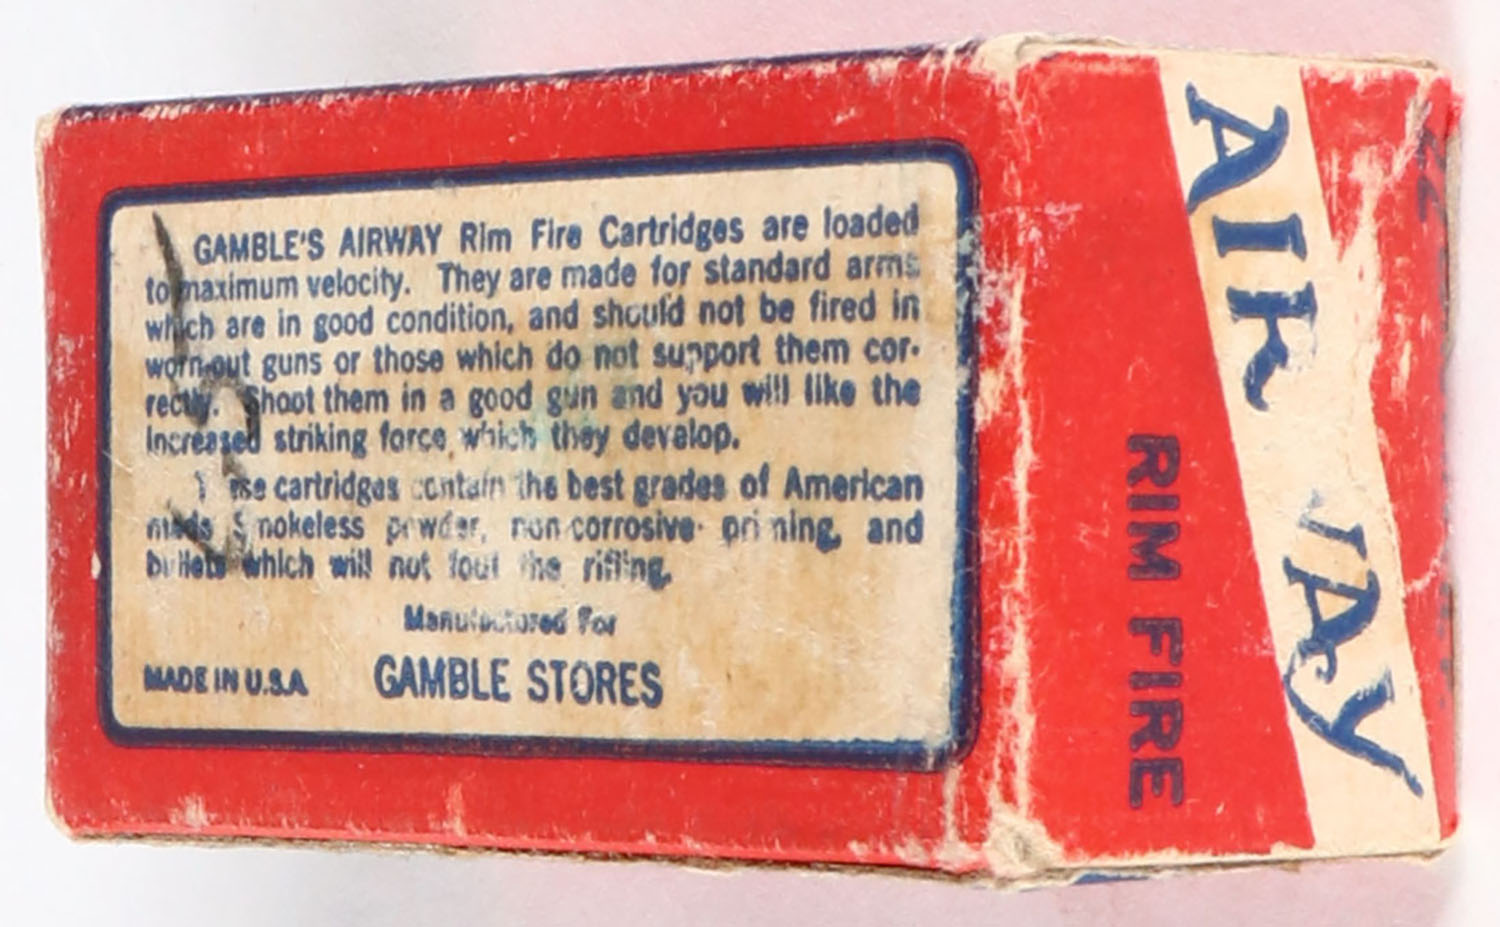 GAMBLE'S AIRWAY Rim Fire Cartridges are loaded
to maximum velocity. They are made for standard arms
which are in good condition, and should not be fired in
worn-out guns or those which do not support them cor-
rectly. Shoot them in a good gun and you will like the
increased striking force which they develop.
These cartridges contain the best grades of American
made Smokeless powder, non-corrosive priming, and
bullets which will not foul the rifling.
Manufactured For
MADE IN U.S.A. GAMBLE STORES
AIR WAY
RIM FIRE